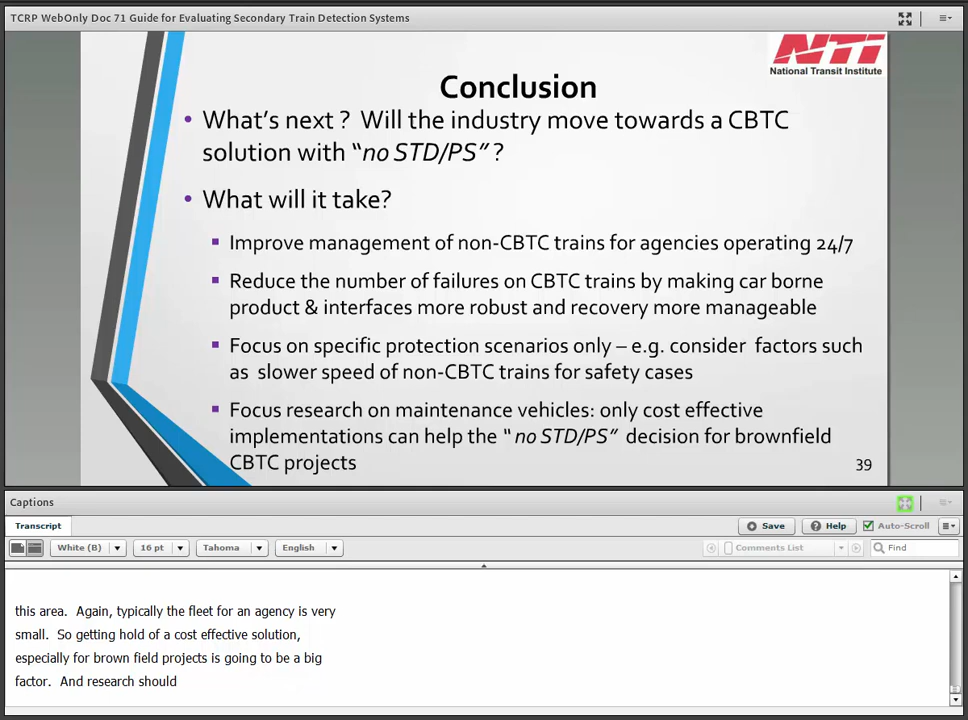 TCRP WebOnly Doc 71 Guide for Evaluating Secondary Train Detection Systems
NTI
National Transit Institute
Conclusion
• What's next ? Will the industry move towards a CBTC
solution with "no STD/PS" ?
• What will it take?
▪ Improve management of non-CBTC trains for agencies operating 24/7
▪ Reduce the number of failures on CBTC trains by making car borne
product & interfaces more robust and recovery more manageable
▪ Focus on specific protection scenarios only – e.g. consider factors such
as slower speed of non-CBTC trains for safety cases
▪ Focus research on maintenance vehicles: only cost effective
implementations can help the " no STD/PS" decision for brownfield
CBTC projects
39
Captions
Transcript
Save
Help
Auto-Scroll
White (B)
16 pt
Tahoma
English
Comments List
Find
this area. Again, typically the fleet for an agency is very
small. So getting hold of a cost effective solution,
especially for brown field projects is going to be a big
factor. And research should